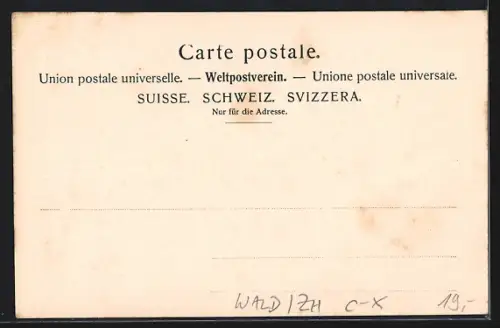 Carte postale.
Union postale universelle. — Weltpostverein. — Unione postale universale.
SUISSE. SCHWEIZ. SVIZZERA.
Nur für die Adresse.
WALD/ZH C-X 19,-